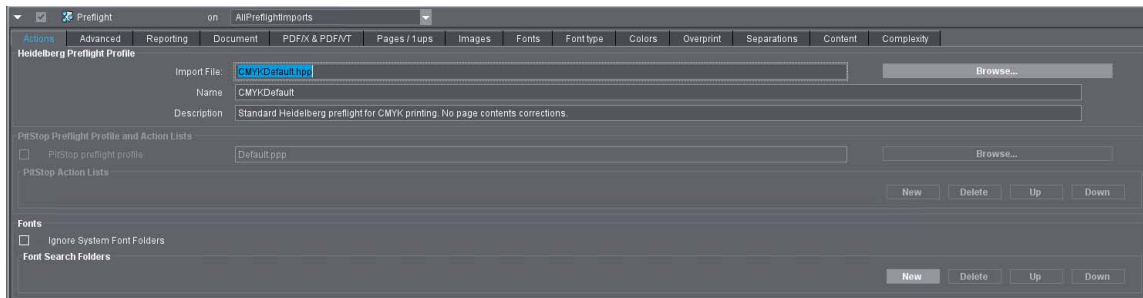 Preflight on AllPreflightImports
Actions Advanced Reporting Document PDF/X & PDF/VT Pages / 1ups Images Fonts Font type Colors Overprint Separations Content Complexity
Heidelberg Preflight Profile
Import File: CMYKDefault.hpp Browse...
Name CMYKDefault
Description Standard Heidelberg preflight for CMYK printing. No page contents corrections.
PitStop Preflight Profile and Action Lists
PitStop preflight profile Default.ppp Browse...
PitStop Action Lists
New Delete Up Down
Fonts
Ignore System Font Folders
Font Search Folders
New Delete Up Down